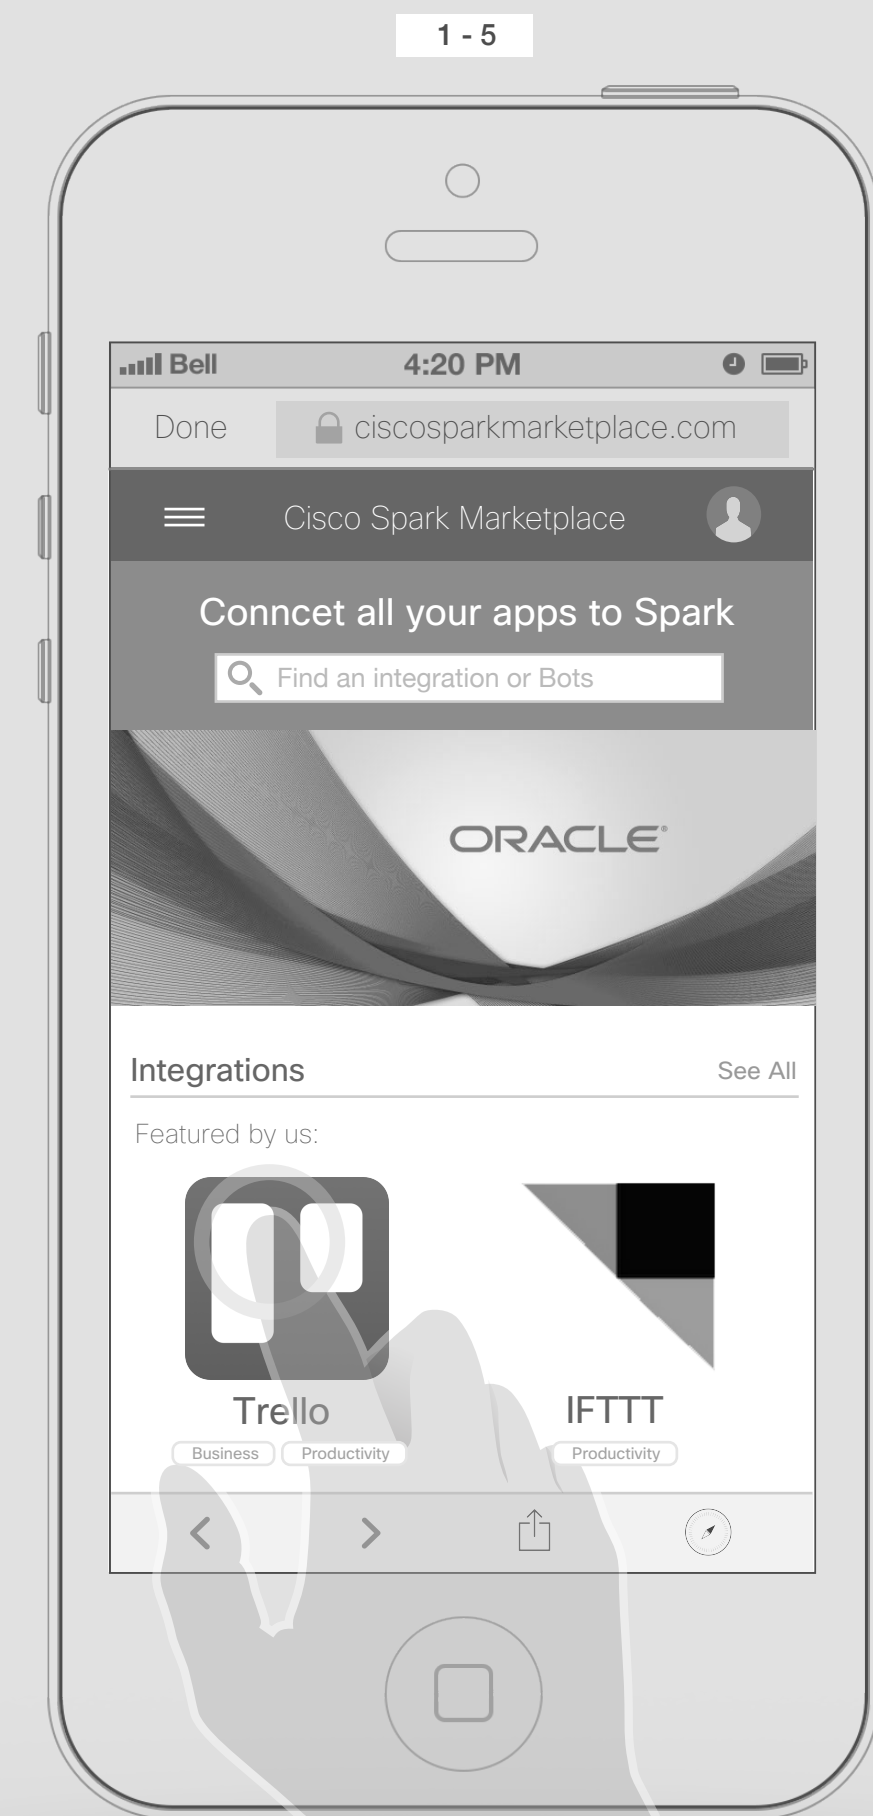 1 - 5
Bell 4:20 PM
Done ciscosparkmarketplace.com
Cisco Spark Marketplace
Conncet all your apps to Spark
Find an integration or Bots
ORACLE®
Integrations See All
Featured by us:
Trello IFTTT
Business Productivity Productivity